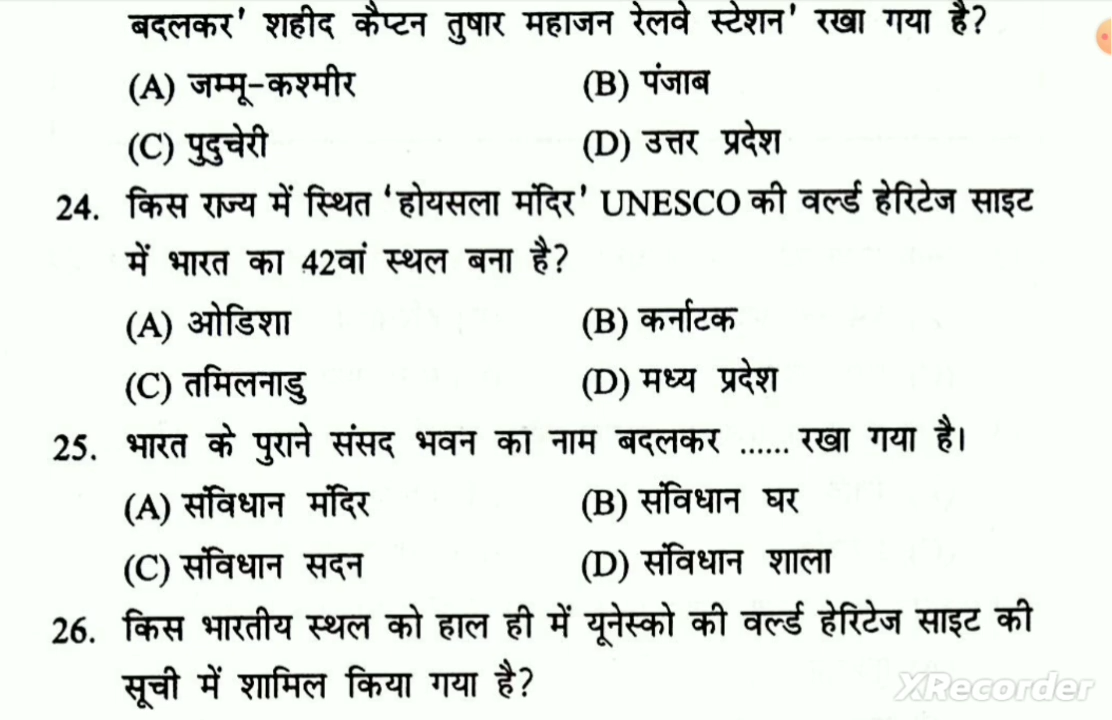 बदलकर' शहीद कैप्टन तुषार महाजन रेलवे स्टेशन' रखा गया है?
(A) जम्मू-कश्मीर (B) पंजाब
(C) पुदुचेरी (D) उत्तर प्रदेश
24. किस राज्य में स्थित 'होयसला मंदिर' UNESCO की वर्ल्ड हेरिटेज साइट
में भारत का 42वां स्थल बना है?
(A) ओडिशा (B) कर्नाटक
(C) तमिलनाडु (D) मध्य प्रदेश
25. भारत के पुराने संसद भवन का नाम बदलकर ...... रखा गया है।
(A) संविधान मंदिर (B) संविधान घर
(C) संविधान सदन (D) संविधान शाला
26. किस भारतीय स्थल को हाल ही में यूनेस्को की वर्ल्ड हेरिटेज साइट की
सूची में शामिल किया गया है?
XRecorder